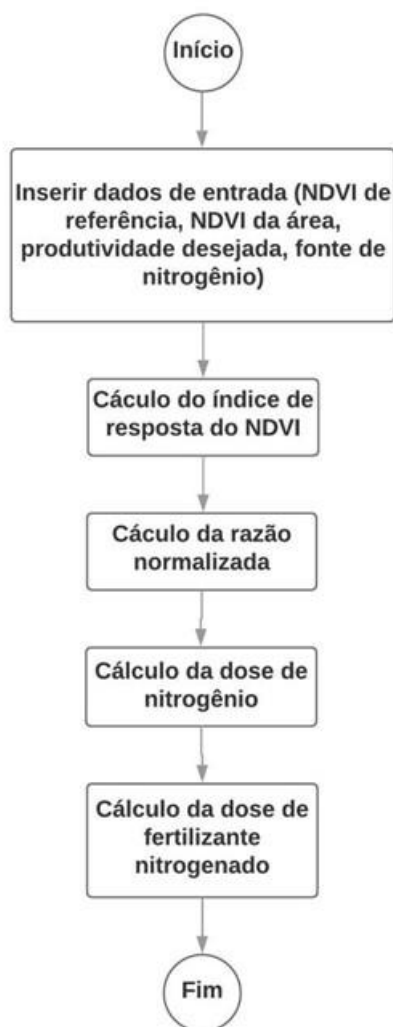 Início
Inserir dados de entrada (NDVI de
referência, NDVI da área,
produtividade desejada, fonte de
nitrogênio)
Cáculo do índice de
resposta do NDVI
Cáculo da razão
normalizada
Cálculo da dose de
nitrogênio
Cálculo da dose de
fertilizante
nitrogenado
Fim